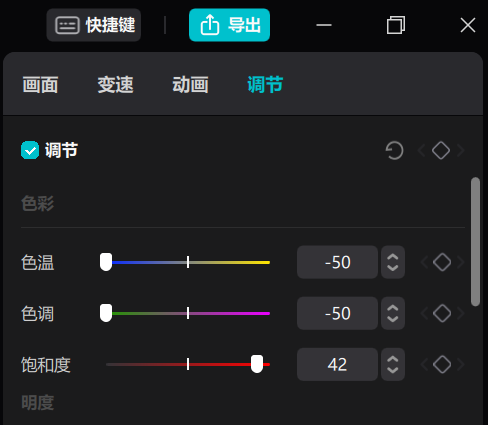 快捷键 导出
画面 变速 动画 调节
调节
色彩
色温 -50
色调 -50
饱和度 42
明度